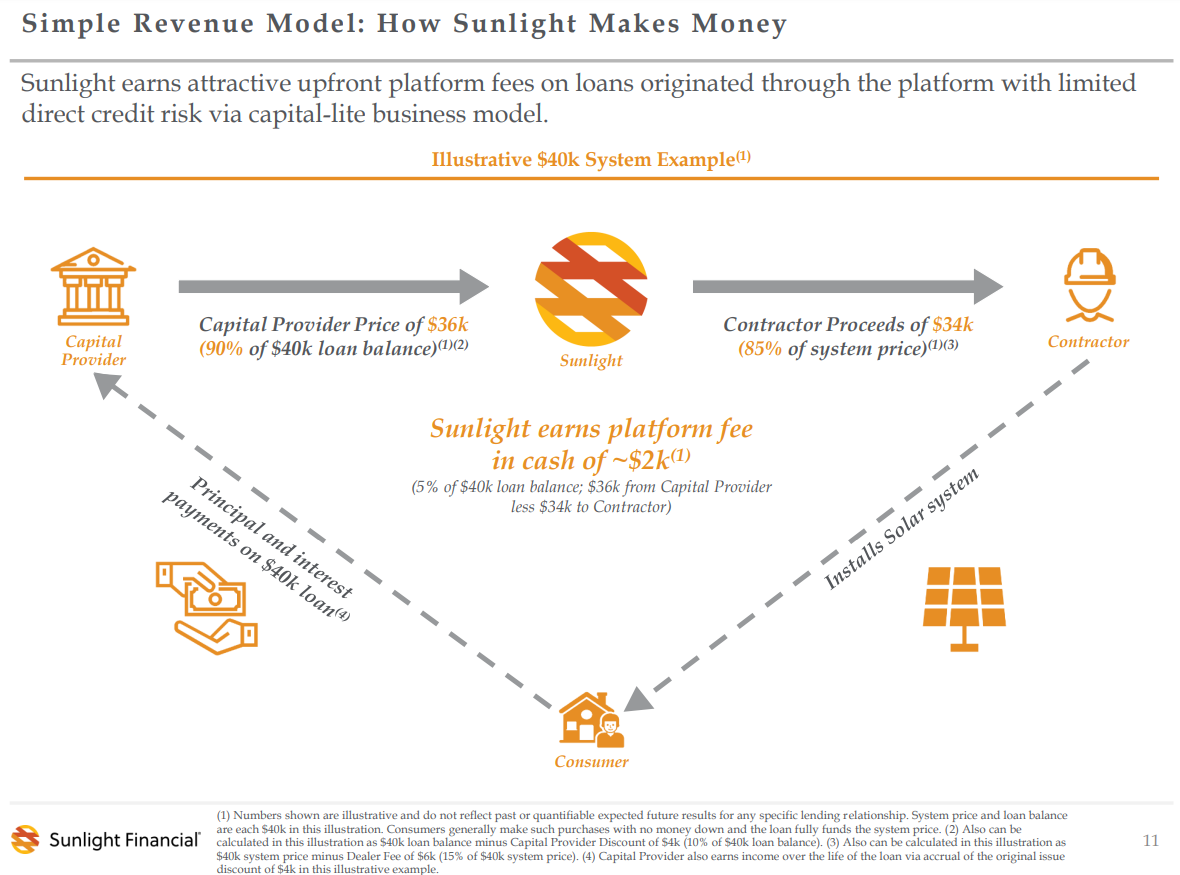 Simple Revenue Model: How Sunlight Makes Money
Sunlight earns attractive upfront platform fees on loans originated through the platform with limited
direct credit risk via capital-lite business model.
Illustrative $40k System Example(1)
Capital
Provider
Capital Provider Price of $36k
(90% of $40k loan balance)(1)(2)
Sunlight
Contractor Proceeds of $34k
(85% of system price)(1)(3)
Contractor
Sunlight earns platform fee
in cash of ~$2k(1)
(5% of $40k loan balance; $36k from Capital Provider
less $34k to Contractor)
Principal and interest
payments on $40k loan(4)
Installs Solar system
Consumer
Sunlight Financial
(1) Numbers shown are illustrative and do not reflect past or quantifiable expected future results for any specific lending relationship. System price and loan balance
are each $40k in this illustration. Consumers generally make such purchases with no money down and the loan fully funds the system price. (2) Also can be
calculated in this illustration as $40k loan balance minus Capital Provider Discount of $4k (10% of $40k loan balance). (3) Also can be calculated in this illustration as
$40k system price minus Dealer Fee of $6k (15% of $40k system price). (4) Capital Provider also earns income over the life of the loan via accrual of the original issue
discount of $4k in this illustrative example.
11